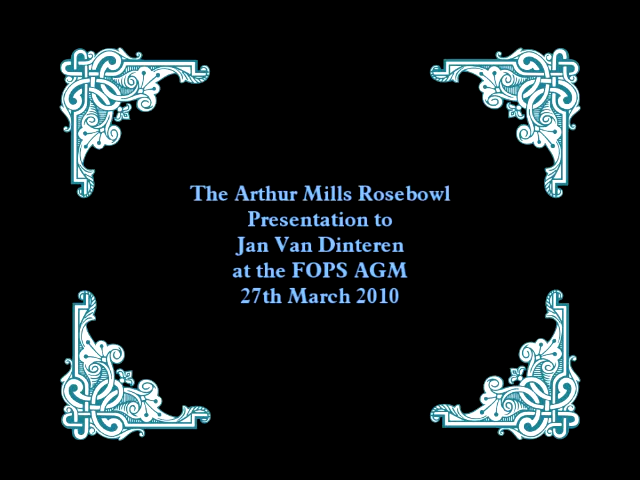 The Arthur Mills Rosebowl
Presentation to
Jan Van Dinteren
at the FOPS AGM
27th March 2010